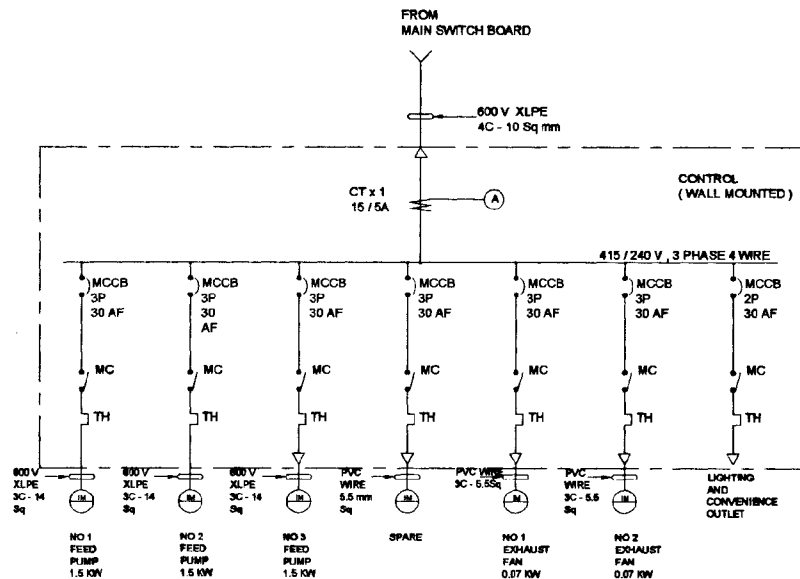 FROM
MAIN SWITCH BOARD
600 V XLPE
4C - 10 Sq mm
CONTROL
( WALL MOUNTED )
CT x 1
15 / 5A
A
415 / 240 V , 3 PHASE 4 WIRE
MCCB
3P
30 AF
MCCB
3P
30
AF
MCCB
3P
30 AF
MCCB
3P
30 AF
MCCB
3P
30 AF
MCCB
3P
30 AF
MCCB
2P
30 AF
MC
MC
MC
MC
MC
MC
MC
TH
TH
TH
TH
TH
TH
TH
600 V
XLPE
3C - 14
Sq
600 V
XLPE
3C - 14
Sq
600 V
XLPE
3C - 14
Sq
PVC
WIRE
5.5 mm
Sq
PVC WIRE
3C - 5.5Sq
PVC
WIRE
3C - 5.5
Sq
IM
IM
IM
IM
IM
IM
LIGHTING
AND
CONVENIENCE
OUTLET
NO 1
FEED
PUMP
1.5 KW
NO 2
FEED
PUMP
1.5 KW
NO 3
FEED
PUMP
1.5 KW
SPARE
NO 1
EXHAUST
FAN
0.07 KW
NO 2
EXHAUST
FAN
0.07 KW